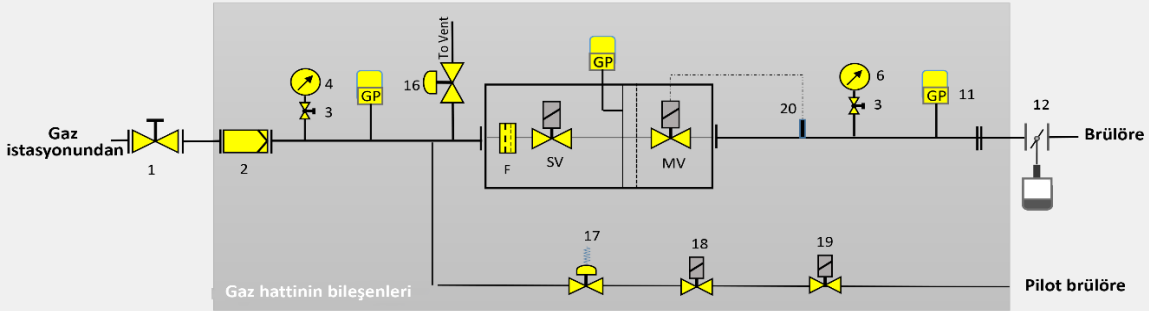 To Vent
GP
4
GP
16
6
GP
11
3
3
20
12
Gaz
istasyonundan
Brülöre
1
2
F
SV
MV
17
18
19
Gaz hattinin bileşenleri
Pilot brülöre